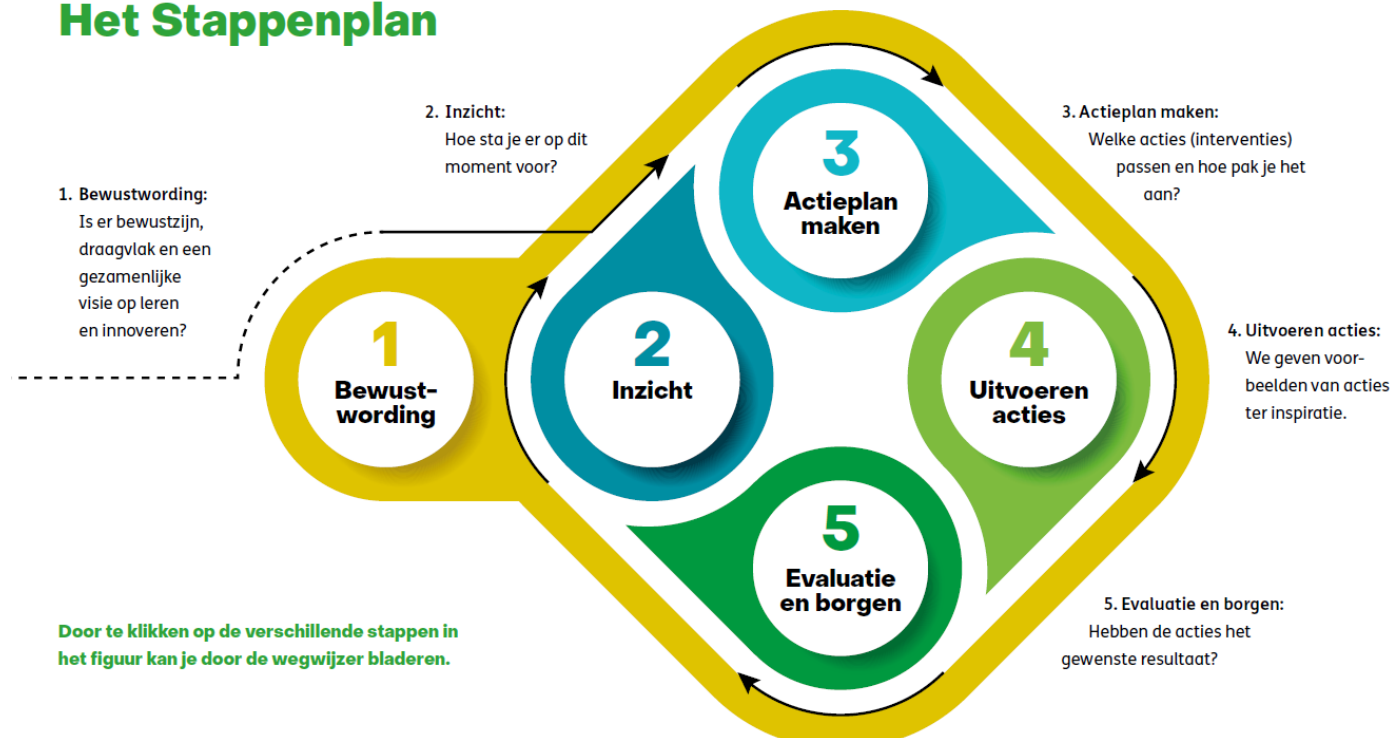 Het Stappenplan
1. Bewustwording:
Is er bewustzijn,
draagvlak en een
gezamenlijke
visie op leren
en innoveren?
2. Inzicht:
Hoe sta je er op dit
moment voor?
3. Actieplan maken:
Welke acties (interventies)
passen en hoe pak je het
aan?
4. Uitvoeren acties:
We geven voor-
beelden van acties
ter inspiratie.
5. Evaluatie en borgen:
Hebben de acties het
gewenste resultaat?
1
Bewust-
wording
2
Inzicht
3
Actieplan
maken
4
Uitvoeren
acties
5
Evaluatie
en borgen
Door te klikken op de verschillende stappen in
het figuur kan je door de wegwijzer bladeren.